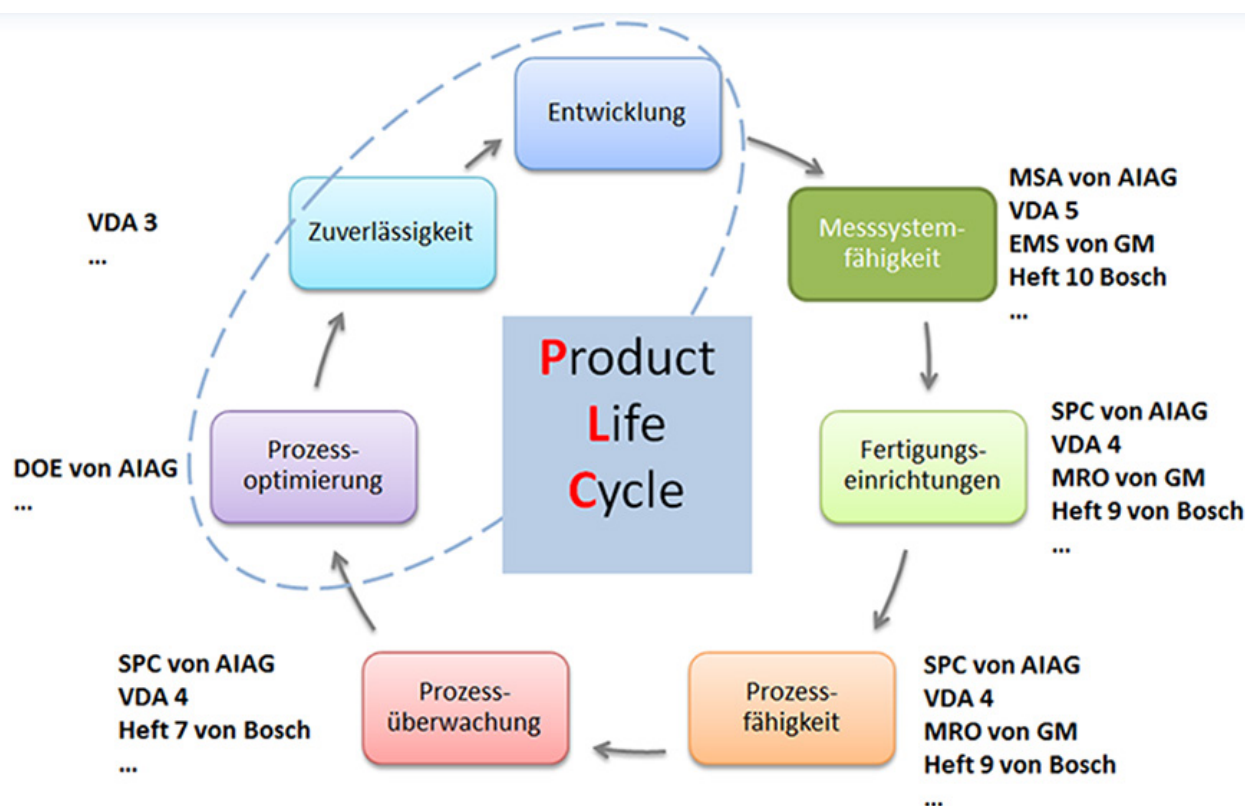 Entwicklung
Messsystem-
fähigkeit
MSA von AIAG
VDA 5
EMS von GM
Heft 10 Bosch
...
Fertigungs-
einrichtungen
SPC von AIAG
VDA 4
MRO von GM
Heft 9 von Bosch
...
Prozess-
fähigkeit
SPC von AIAG
VDA 4
MRO von GM
Heft 9 von Bosch
...
Prozess-
überwachung
SPC von AIAG
VDA 4
Heft 7 von Bosch
...
Prozess-
optimierung
DOE von AIAG
...
Zuverlässigkeit
VDA 3
...
Product
Life
Cycle